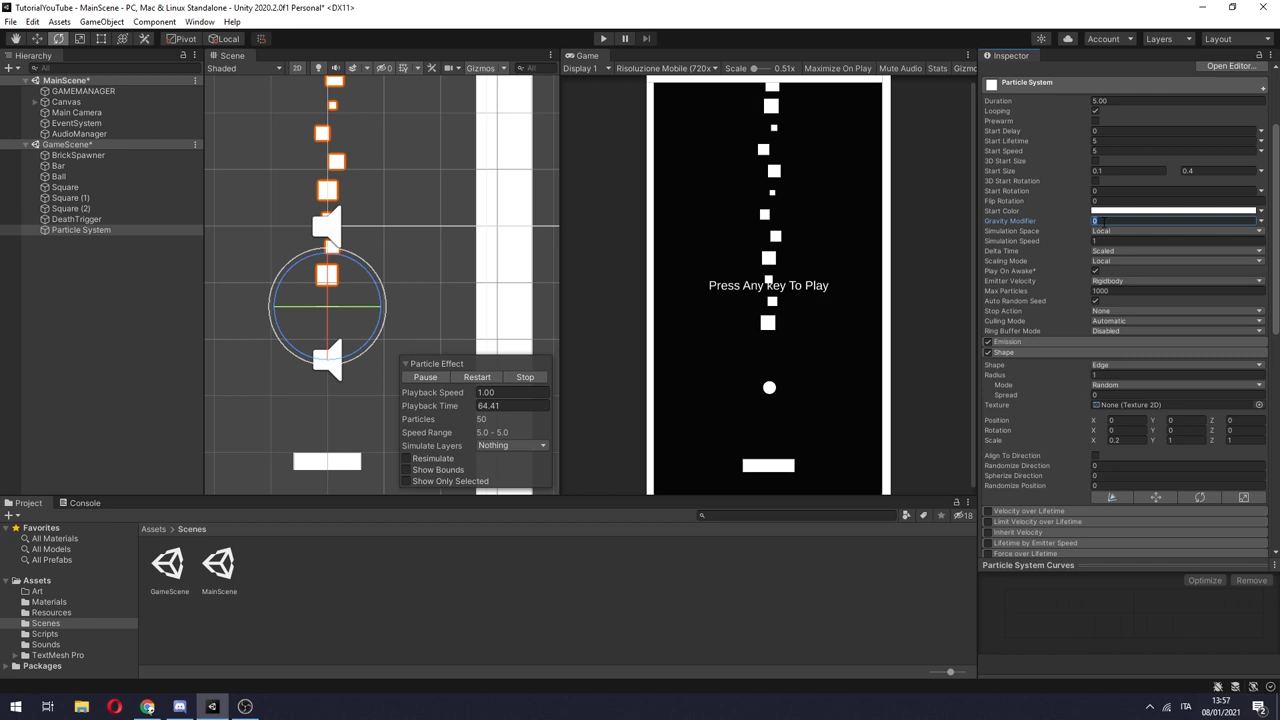 TutorialYouTube - MainScene - PC, Mac & Linux Standalone - Unity 2020.2.0f1 Personal* <DX11>
File Edit Assets GameObject Component Window Help
Pivot Local Account Layers Layout
Hierarchy Scene Game Inspector
All Shaded 2D 0 Gizmos All Display 1 Risoluzione Mobile (720x Scale 0.51x Maximize On Play Mute Audio Stats Gizmo Open Editor...
MainScene*
GAMEMANAGER
Canvas
Main Camera
EventSystem
AudioManager
GameScene*
BrickSpawner
Bar
Ball
Square
Square (1)
Square (2)
DeathTrigger
Particle System
Particle Effect
Pause Restart Stop
Playback Speed 1.00
Playback Time 64.41
Particles 50
Speed Range 5.0 - 5.0
Simulate Layers Nothing
Resimulate
Show Bounds
Show Only Selected
Press Any key To Play
Particle System
Duration 5.00
Looping
Prewarm
Start Delay 0
Start Lifetime 5
Start Speed 5
3D Start Size
Start Size 0.1 0.4
3D Start Rotation
Start Rotation 0
Flip Rotation 0
Start Color
Gravity Modifier 0
Simulation Space Local
Simulation Speed 1
Delta Time Scaled
Scaling Mode Local
Play On Awake*
Emitter Velocity Rigidbody
Max Particles 1000
Auto Random Seed
Stop Action None
Culling Mode Automatic
Ring Buffer Mode Disabled
Emission
Shape
Shape Edge
Radius 1
Mode Random
Spread 0
Texture None (Texture 2D)
Position X 0 Y 0 Z 0
Rotation X 0 Y 0 Z 0
Scale X 0.2 Y 1 Z 1
Align To Direction
Randomize Direction 0
Spherize Direction 0
Randomize Position 0
Velocity over Lifetime
Limit Velocity over Lifetime
Inherit Velocity
Lifetime by Emitter Speed
Force over Lifetime
Particle System Curves
Optimize Remove
Project Console
18
Favorites
All Materials
All Models
All Prefabs
Assets
Art
Materials
Resources
Scenes
Scripts
Sounds
TextMesh Pro
Packages
Assets > Scenes
GameScene MainScene
ITA 13:57
08/01/2021 2